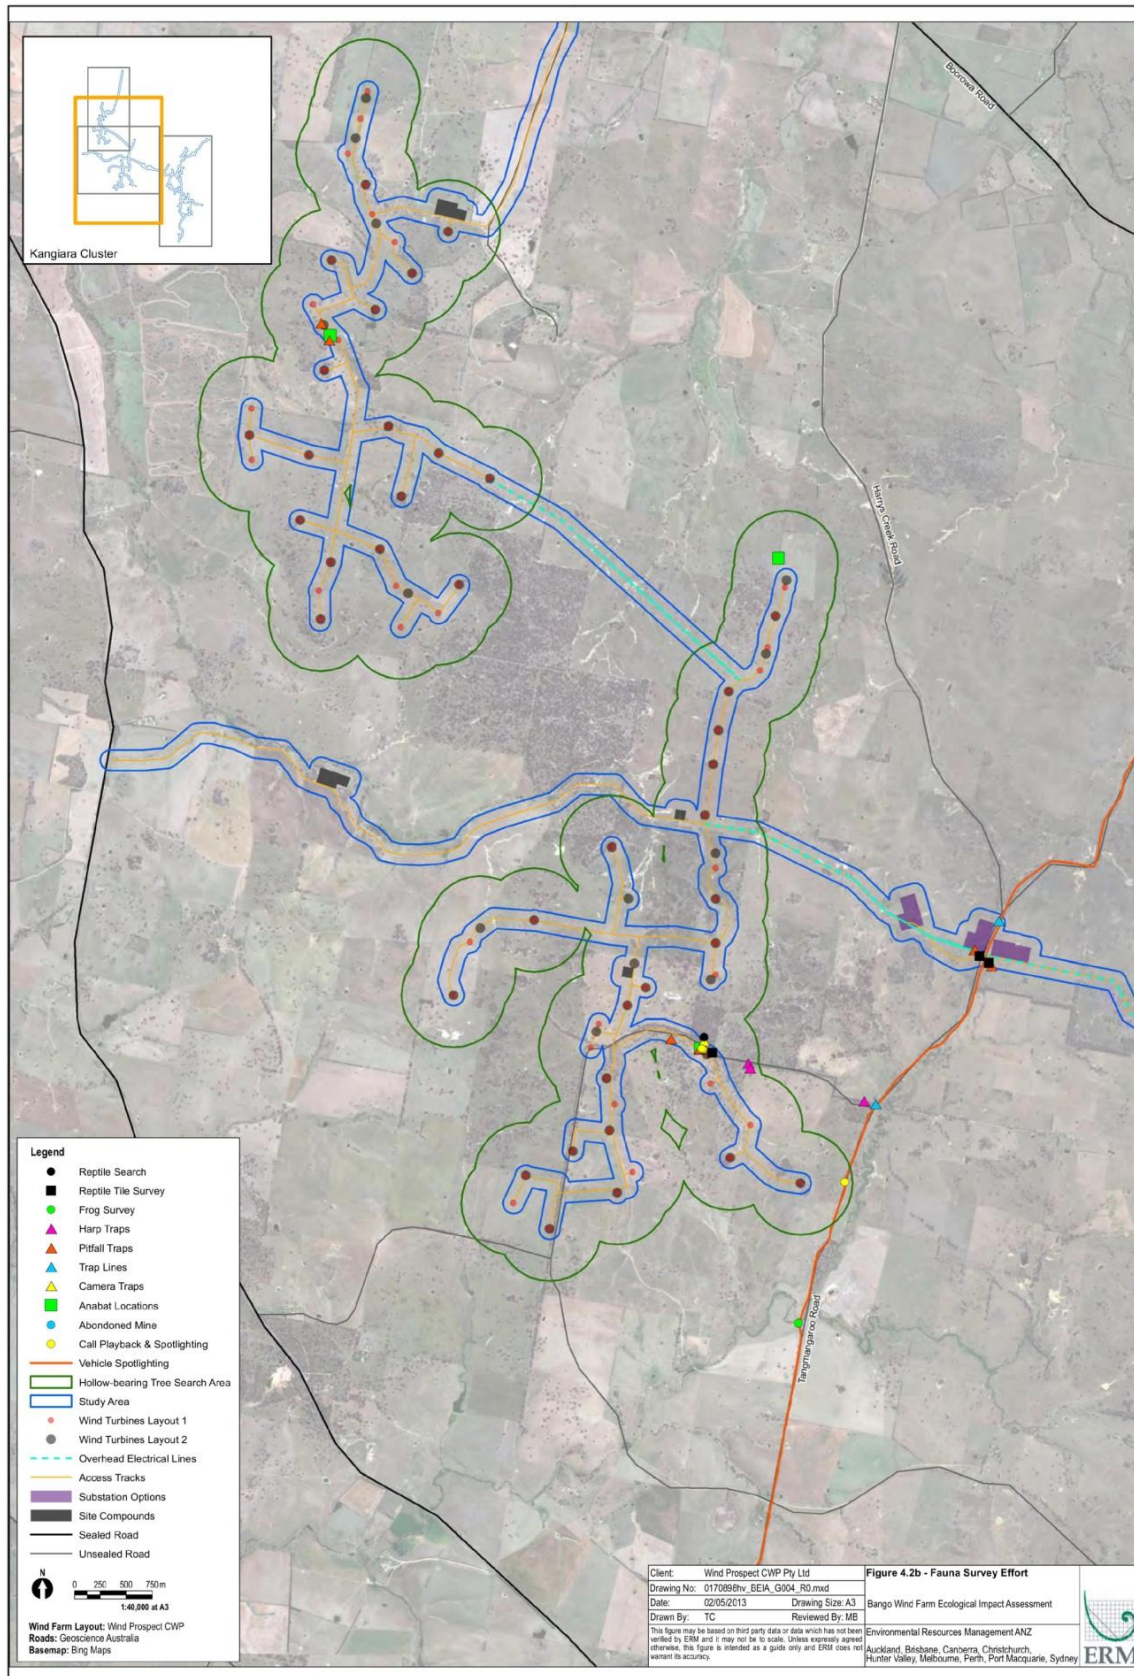 Kangiara Cluster
Boorowa Road
Harrys Creek Road
Tangmangaroo Road
Legend
Reptile Search
Reptile Tile Survey
Frog Survey
Harp Traps
Pitfall Traps
Trap Lines
Camera Traps
Anabat Locations
Abondoned Mine
Call Playback & Spotlighting
Vehicle Spotlighting
Hollow-bearing Tree Search Area
Study Area
Wind Turbines Layout 1
Wind Turbines Layout 2
Overhead Electrical Lines
Access Tracks
Substation Options
Site Compounds
Sealed Road
Unsealed Road
N
0 250 500 750m
1:40,000 at A3
Wind Farm Layout: Wind Prospect CWP
Roads: Geoscience Australia
Basemap: Bing Maps
Client: Wind Prospect CWP Pty Ltd
Drawing No: 0170898hv_BEIA_G004_R0.mxd
Date: 02/05/2013 Drawing Size: A3
Drawn By: TC Reviewed By: MB
This figure may be based on third party data or data which has not been
verified by ERM and it may not be to scale. Unless expressly agreed
otherwise, this figure is intended as a guide only and ERM does not
warrant its accuracy.
Figure 4.2b - Fauna Survey Effort
Bango Wind Farm Ecological Impact Assessment
Environmental Resources Management ANZ
Auckland, Brisbane, Canberra, Christchurch,
Hunter Valley, Melbourne, Perth, Port Macquarie, Sydney
ERM